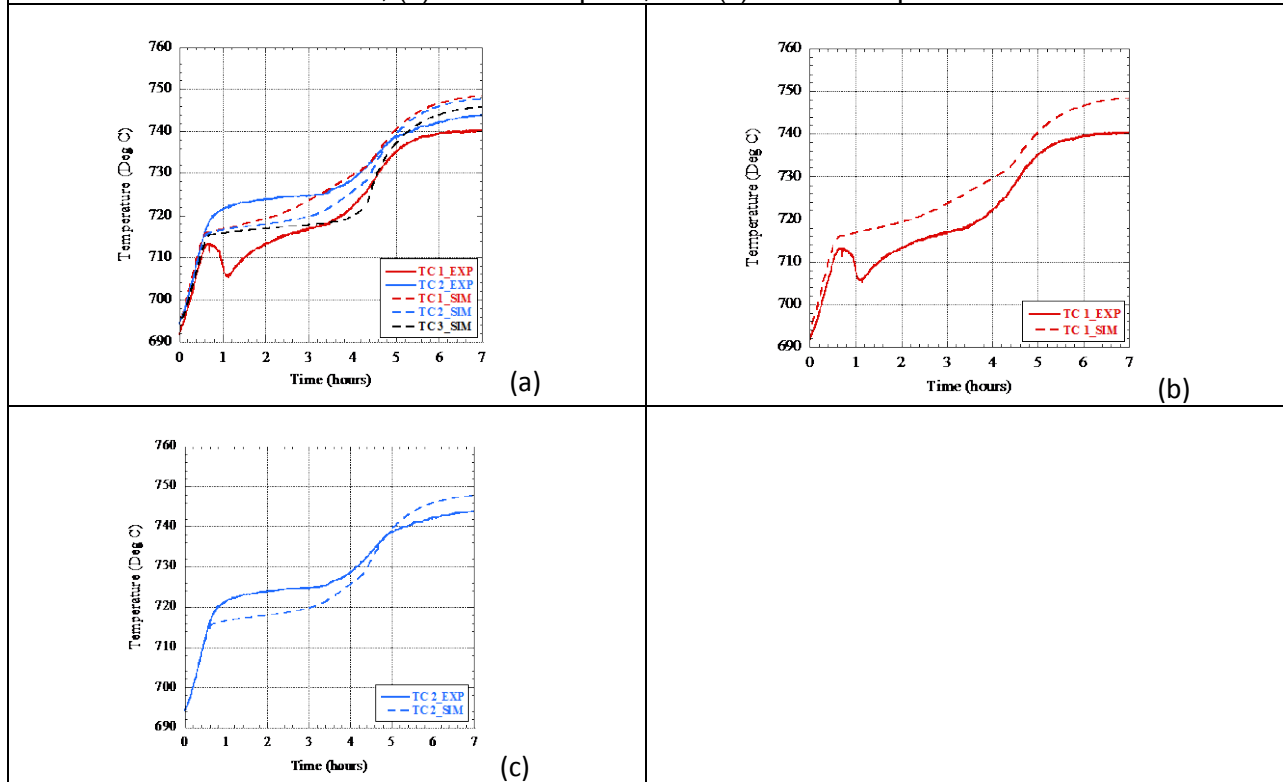 760
750
740
730
720
710
700
690
Temperature (Deg C)
0 1 2 3 4 5 6 7
Time (hours)
TC 1_EXP
TC 2_EXP
TC 1_SIM
TC 2_SIM
TC 3_SIM
(a)
760
750
740
730
720
710
700
690
Temperature (Deg C)
0 1 2 3 4 5 6 7
Time (hours)
TC 1_EXP
TC 1_SIM
(b)
760
750
740
730
720
710
700
690
Temperature (Deg C)
0 1 2 3 4 5 6 7
Time (hours)
TC 2_EXP
TC 2_SIM
(c)